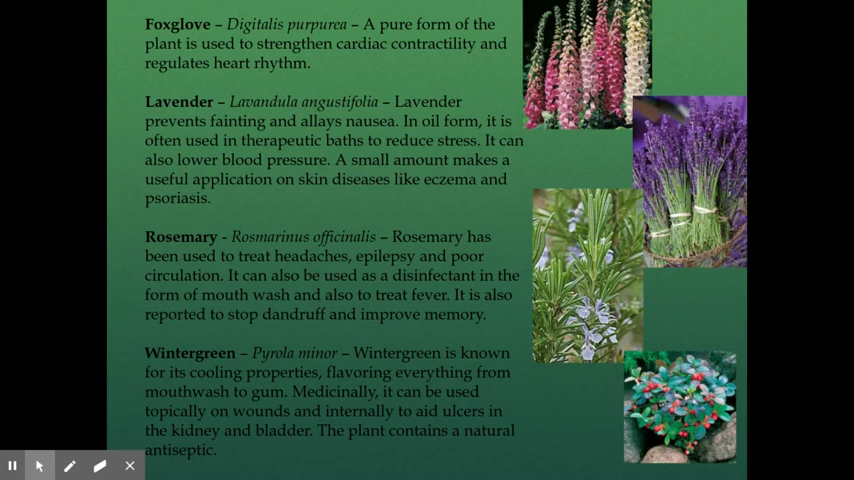 Foxglove – Digitalis purpurea – A pure form of the
plant is used to strengthen cardiac contractility and
regulates heart rhythm.
Lavender – Lavandula angustifolia – Lavender
prevents fainting and allays nausea. In oil form, it is
often used in therapeutic baths to reduce stress. It can
also lower blood pressure. A small amount makes a
useful application on skin diseases like eczema and
psoriasis.
Rosemary - Rosmarinus officinalis – Rosemary has
been used to treat headaches, epilepsy and poor
circulation. It can also be used as a disinfectant in the
form of mouth wash and also to treat fever. It is also
reported to stop dandruff and improve memory.
Wintergreen – Pyrola minor – Wintergreen is known
for its cooling properties, flavoring everything from
mouthwash to gum. Medicinally, it can be used
topically on wounds and internally to aid ulcers in
the kidney and bladder. The plant contains a natural
antiseptic.